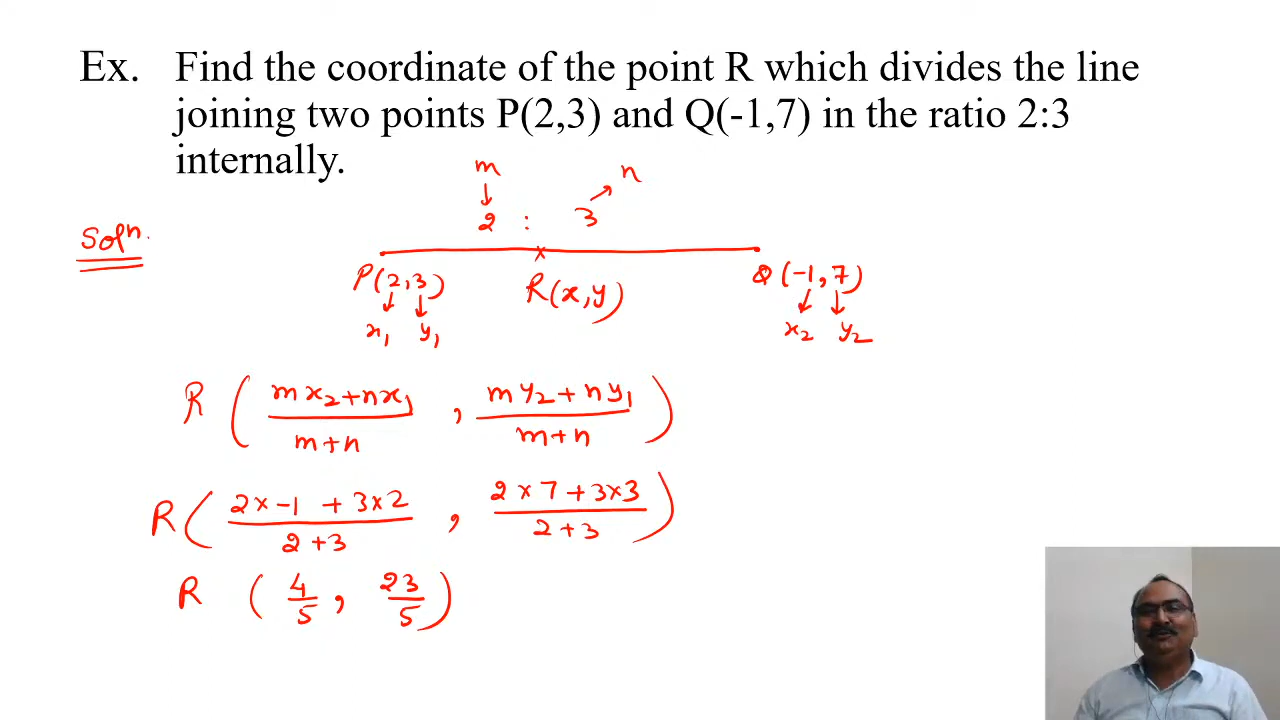 Ex. Find the coordinate of the point R which divides the line
joining two points P(2,3) and Q(-1,7) in the ratio 2:3
internally.
m n
2 : 3
Soln.
P(2,3) R(x,y) Q(-1,7)
x1 y1 x2 y2
R ( mx2+nx1 / m+n , my2+ny1 / m+n )
R ( 2×-1 + 3×2 / 2+3 , 2×7+3×3 / 2+3 )
R ( 4/5 , 23/5 )